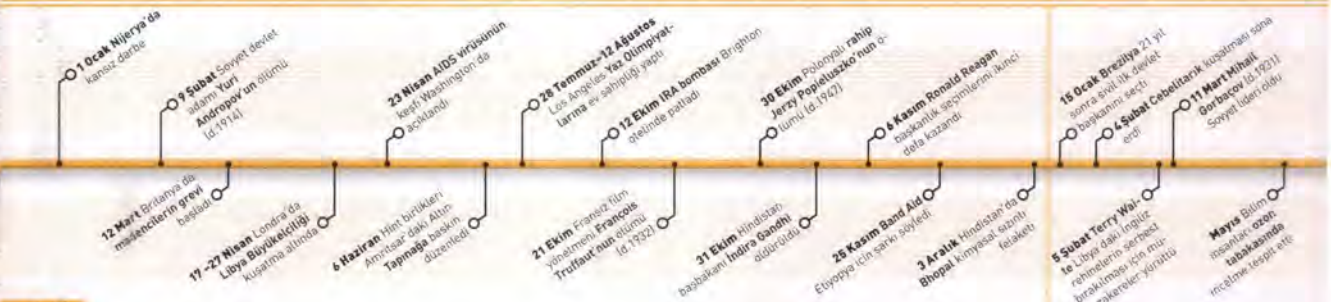 1 Ocak Nijerya'da
kansız darbe
9 Şubat Sovyet devlet
adamı Yuri
Andropov'un ölümü
(d.1914)
12 Mart Britanya'da
madencilerin grevi
başladı
17-27 Nisan Londra'da
Libya Büyükelçiliği
kuşatma altında
23 Nisan AIDS virüsünün
keşfi Washington'da
açıklandı
6 Haziran Hint birlikleri
Amritsar'daki Altın
Tapınağa baskın
düzenledi
28 Temmuz-12 Ağustos
Los Angeles Yaz Olimpiyat-
larına ev sahipliği yaptı
12 Ekim IRA bombası Brighton
otelinde patladı
21 Ekim Fransız film
yönetmeni François
Truffaut'nun ölümü
(d.1932)
30 Ekim Polonyalı rahip
Jerzy Popieluszko'nun ö-
lümü (d.1947)
31 Ekim Hindistan
başbakanı İndira Gandhi
öldürüldü
6 Kasım Ronald Reagan
başkanlık seçimlerini ikinci
defa kazandı
25 Kasım Band Aid
Etiyopya için şarkı söyledi
3 Aralık Hindistan'da
Bhopal kimyasal sızıntı
felaketi
15 Ocak Brezilya 21 yıl
sonra sivil ilk devlet
başkanını seçti
4 Şubat Cebelitarık kuşatması sona
erdi
5 Şubat Terry Wai-
te Libya'daki İngiliz
rehinelerin serbest
bırakılması için mü-
zakereler yürüttü
11 Mart Mihail
Gorbaçov (d.1931)
Sovyet lideri oldu
Mayıs Bilim
insanları ozon
tabakasında
incelme tespit etti